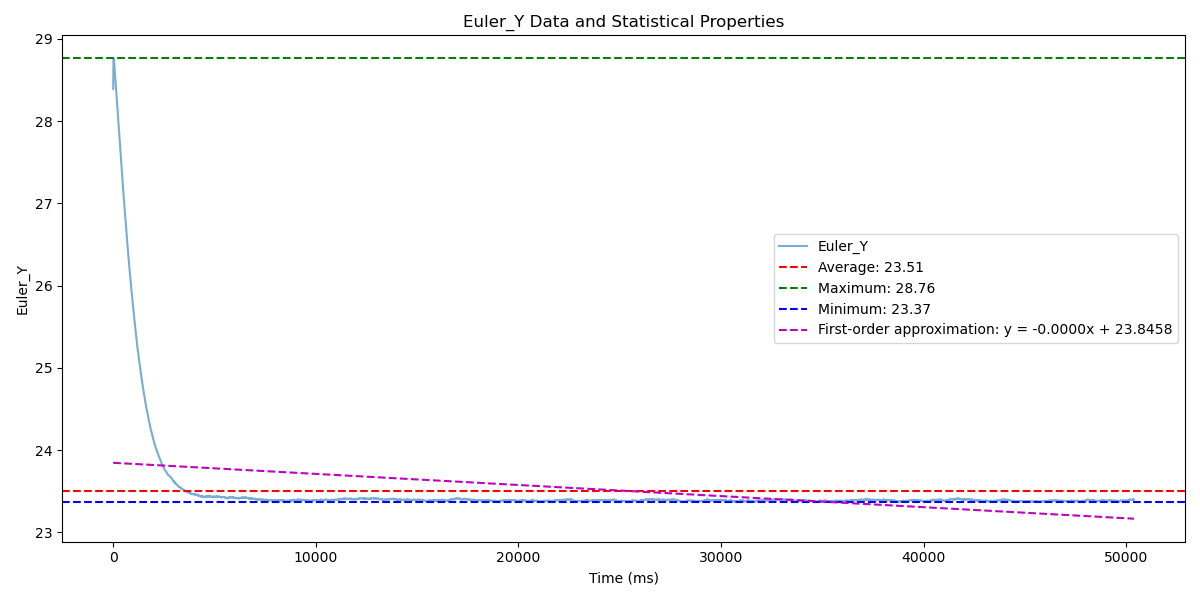 Euler_Y Data and Statistical Properties
29
28
27
26
25
24
23
Euler_Y
Euler_Y
Average: 23.51
Maximum: 28.76
Minimum: 23.37
First-order approximation: y = -0.0000x + 23.8458
0 10000 20000 30000 40000 50000
Time (ms)